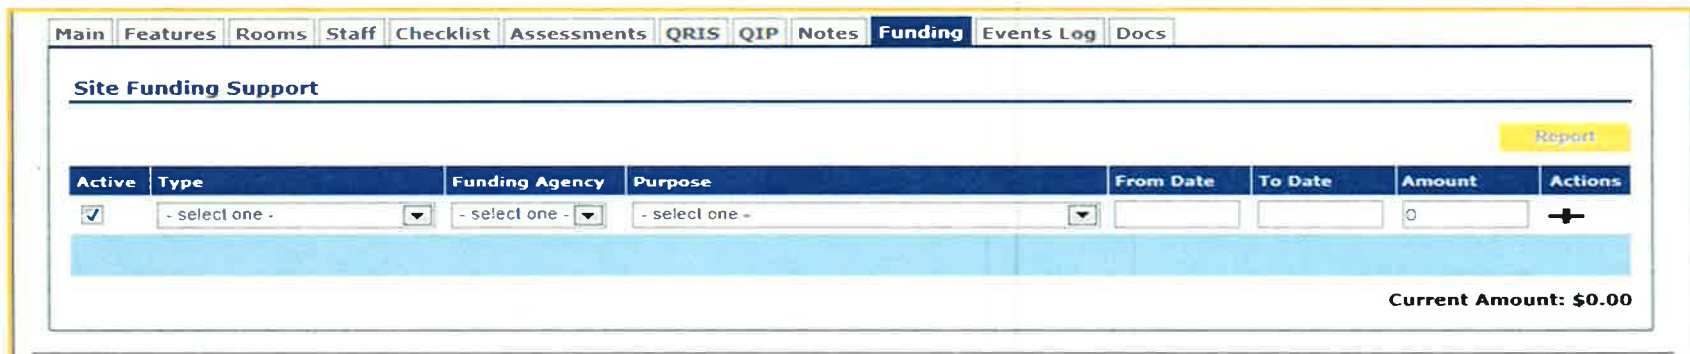 Main Features Rooms Staff Checklist Assessments QRIS QIP Notes Funding Events Log Docs
Site Funding Support
Report
Active Type Funding Agency Purpose From Date To Date Amount Actions
- select one - - select one - - select one - 0
Current Amount: $0.00